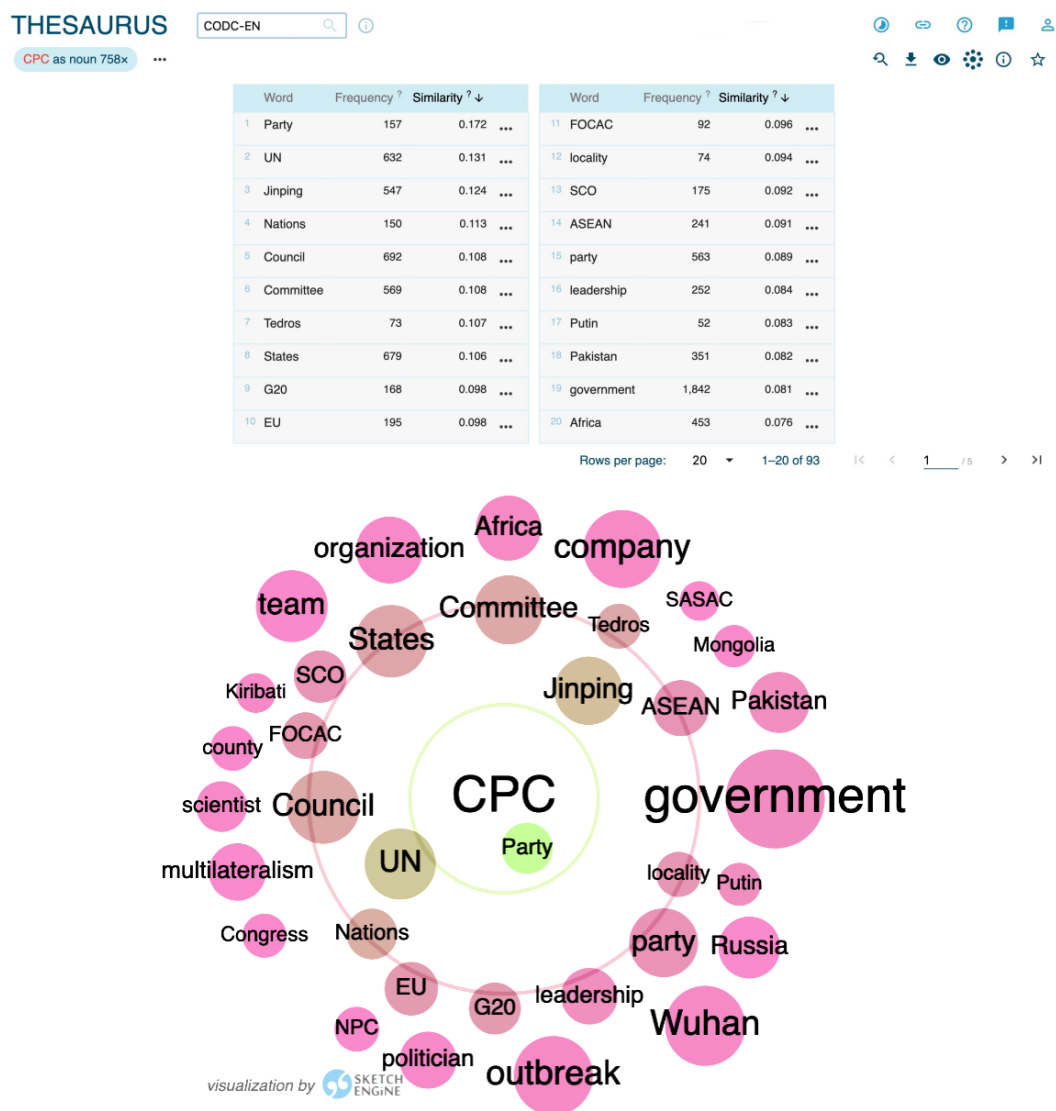 THESAURUS
CODC-EN
CPC as noun 758×
Word Frequency ? Similarity ? ↓
1 Party 157 0.172
2 UN 632 0.131
3 Jinping 547 0.124
4 Nations 150 0.113
5 Council 692 0.108
6 Committee 569 0.108
7 Tedros 73 0.107
8 States 679 0.106
9 G20 168 0.098
10 EU 195 0.098
Word Frequency ? Similarity ? ↓
11 FOCAC 92 0.096
12 locality 74 0.094
13 SCO 175 0.092
14 ASEAN 241 0.091
15 party 563 0.089
16 leadership 252 0.084
17 Putin 52 0.083
18 Pakistan 351 0.082
19 government 1,842 0.081
20 Africa 453 0.076
Rows per page: 20 1–20 of 93 1 / 5
Africa
organization
company
SASAC
team
Committee
Tedros
States
Mongolia
SCO
Jinping
Kiribati
ASEAN
Pakistan
FOCAC
county
CPC
government
scientist
Council
Party
UN
multilateralism
locality
Putin
Congress
Nations
party
Russia
EU
leadership
G20
NPC
Wuhan
politician
outbreak
visualization by SKETCH
ENGINE